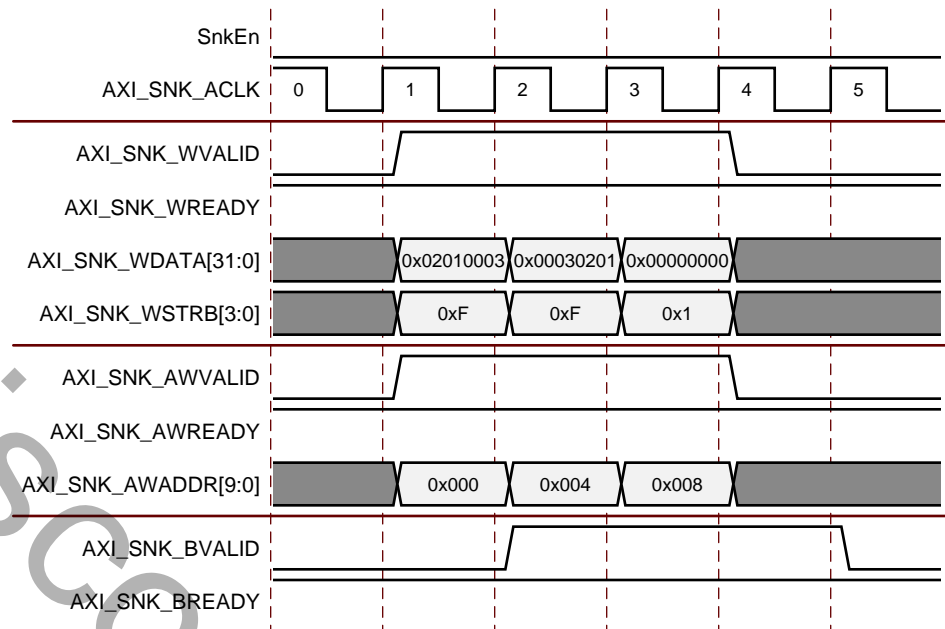 SnkEn
AXI_SNK_ACLK 0 1 2 3 4 5
AXI_SNK_WVALID
AXI_SNK_WREADY
AXI_SNK_WDATA[31:0] 0x02010003 0x00030201 0x00000000
AXI_SNK_WSTRB[3:0] 0xF 0xF 0x1
AXI_SNK_AWVALID
AXI_SNK_AWREADY
AXI_SNK_AWADDR[9:0] 0x000 0x004 0x008
AXI_SNK_BVALID
AXI_SNK_BREADY